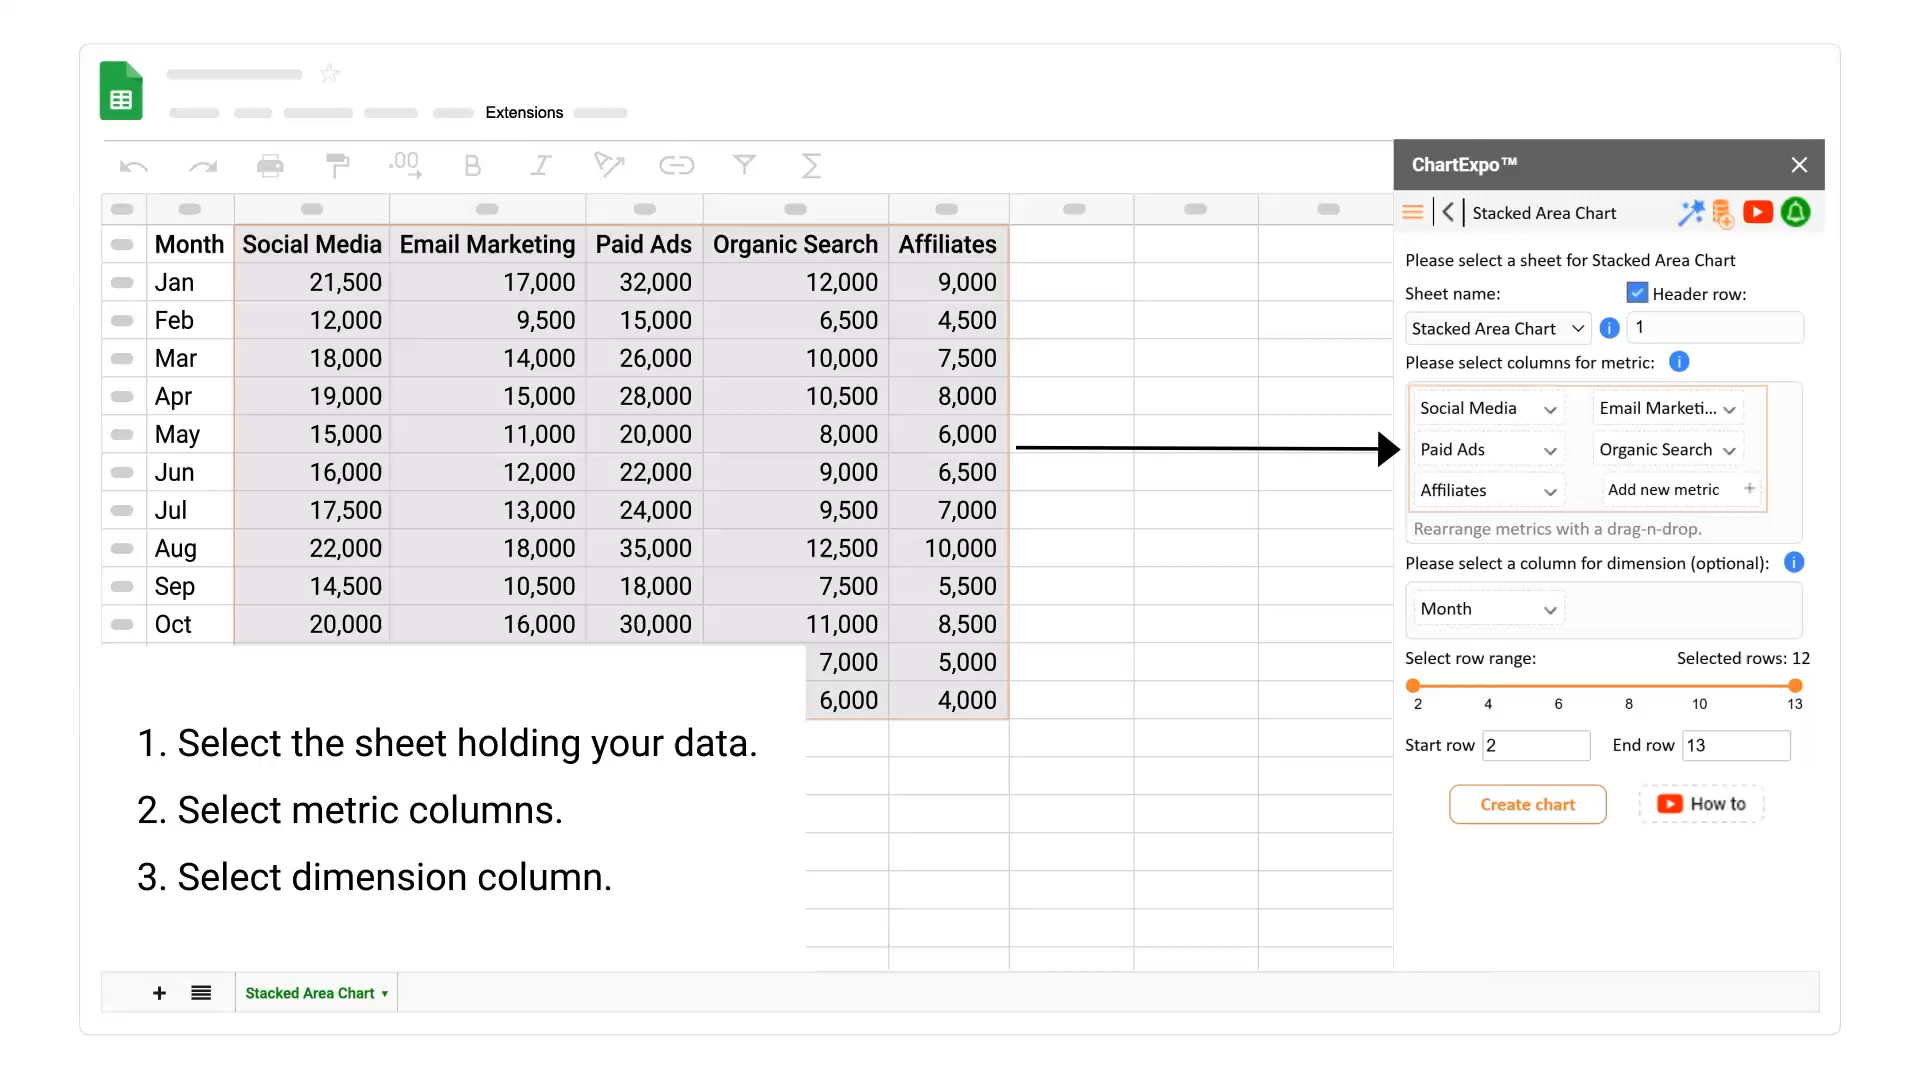 Extensions
.00
B
I
Month Social Media Email Marketing Paid Ads Organic Search Affiliates
Jan 21,500 17,000 32,000 12,000 9,000
Feb 12,000 9,500 15,000 6,500 4,500
Mar 18,000 14,000 26,000 10,000 7,500
Apr 19,000 15,000 28,000 10,500 8,000
May 15,000 11,000 20,000 8,000 6,000
Jun 16,000 12,000 22,000 9,000 6,500
Jul 17,500 13,000 24,000 9,500 7,000
Aug 22,000 18,000 35,000 12,500 10,000
Sep 14,500 10,500 18,000 7,500 5,500
Oct 20,000 16,000 30,000 11,000 8,500
7,000 5,000
6,000 4,000
1. Select the sheet holding your data.
2. Select metric columns.
3. Select dimension column.
Stacked Area Chart
ChartExpo™
Stacked Area Chart
Please select a sheet for Stacked Area Chart
Sheet name: Header row:
Stacked Area Chart 1
Please select columns for metric:
Social Media Email Marketi...
Paid Ads Organic Search
Affiliates Add new metric +
Rearrange metrics with a drag-n-drop.
Please select a column for dimension (optional):
Month
Select row range: Selected rows: 12
2 4 6 8 10 13
Start row 2 End row 13
Create chart How to